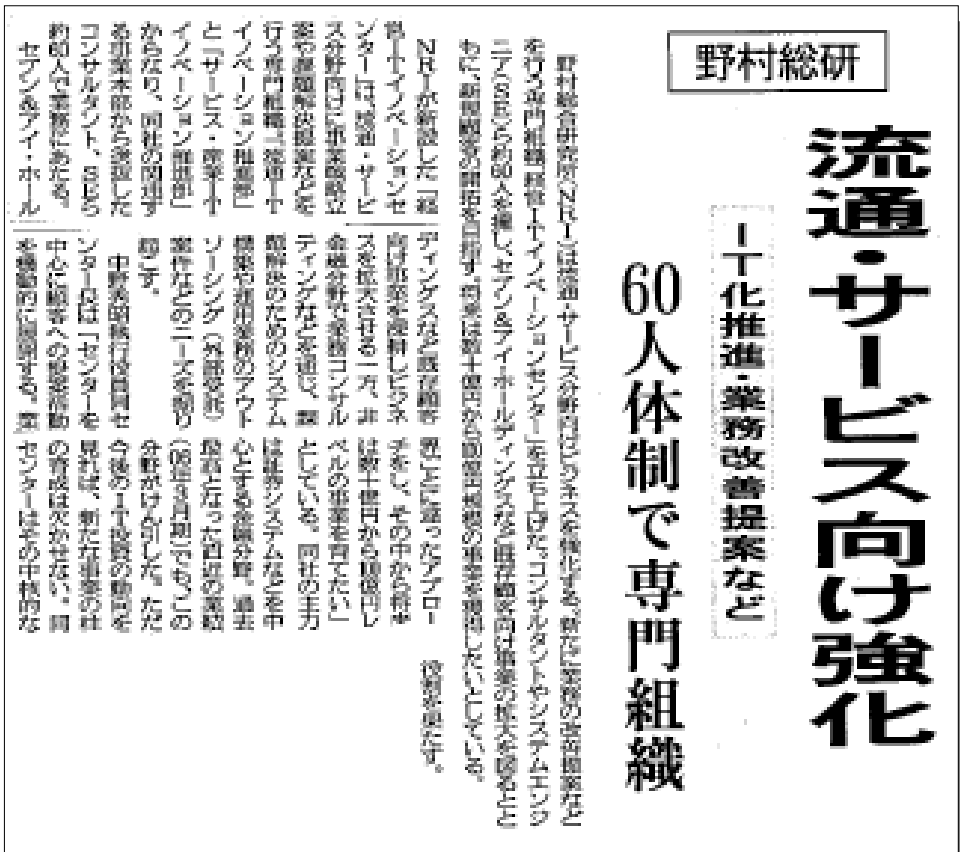 野村総研
流通・サービス向け強化
IT化推進・業務改善提案など
60人体制で専門組織
野村総合研究所(NRI)は流通・サービス分野向けビジネスを強化する。新たに業務の改善提案など
を行う専門組織「経営ITイノベーションセンター」を立ち上げた。コンサルタントやシステムエンジ
ニア(SE)ら約60人を擁し、セブン&アイ・ホールディングスなど既存顧客向け事業の拡大を図るとと
もに、新規顧客の開拓を目指す。将来は数十億円から百億円規模の事業を獲得したいとしている。
NRIが新設した「経
営ITイノベーションセ
ンター」は、流通・サービ
ス分野向けに事業戦略立
案や課題解決提案などを
行う専門組織。「流通IT
イノベーション推進部」
と「サービス・産業IT
イノベーション推進部」
からなり、同社の関連す
る事業本部から選抜した
コンサルタント、SEら
約60人で業務にあたる。
セブン&アイ・ホール
ディングスなど既存顧客
向け事業を深耕しビジネ
スを拡大させる一方、非
金融分野で業務コンサル
ティングなどを通じ、課
題解決のためのシステム
構築や運用業務のアウト
ソーシング(外部委託)
案件などのニーズを掘り
起こす。
執行役員同セ
ンター長は「センターを
中心に顧客への提案活動
を機動的に展開する。業
界ごとに違ったアプロー
チをし、その中から将来
は数十億円から百億円レ
ベルの事業を育てたい」
としている。同社の主力
は証券システムなどを中
心とする金融分野。過去
最高となった直近の業績
(06年3月期)でも、この
分野がけん引した。ただ
今後のIT投資の動向を
見れば、新たな事業の柱
の育成は欠かせない。同
センターはその中核的な
役割を果たす。